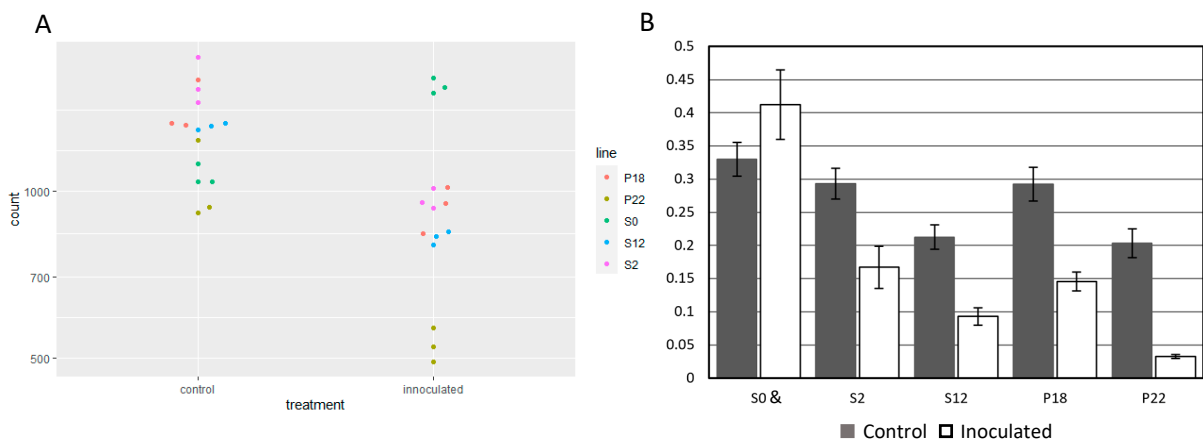 A
count
1000
700
500
control
innoculated
treatment
line
P18
P22
S0
S12
S2
B
0.5
0.45
0.4
0.35
0.3
0.25
0.2
0.15
0.1
0.05
0
S0 &
S2
S12
P18
P22
Control
Inoculated